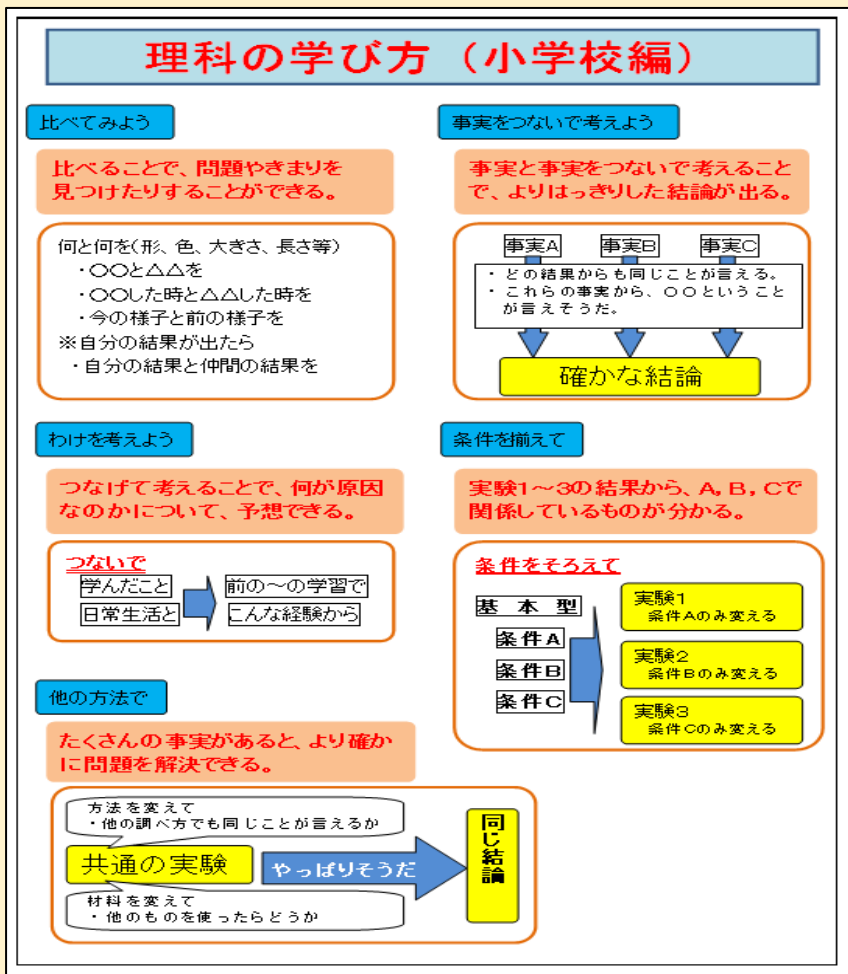 理科の学び方（小学校編）
比べてみよう
比べることで、問題やきまりを
見つけたりすることができる。
何と何を(形、色、大きさ、長さ等)
・〇〇と△△を
・〇〇した時と△△した時を
・今の様子と前の様子を
※自分の結果が出たら
・自分の結果と仲間の結果を
事実をつないで考えよう
事実と事実をつないで考えること
で、よりはっきりした結論が出る。
事実A 事実B 事実C
・どの結果からも同じことが言える。
・これらの事実から、〇〇ということ
が言えそうだ。
確かな結論
わけを考えよう
つなげて考えることで、何が原因
なのかについて、予想できる。
つないで
学んだこと 前の～の学習で
日常生活と こんな経験から
条件を揃えて
実験1～3の結果から、A，B，Cで
関係しているものが分かる。
条件をそろえて
基本型
条件A
条件B
条件C
実験1
条件Aのみ変える
実験2
条件Bのみ変える
実験3
条件Cのみ変える
他の方法で
たくさんの事実があると、より確か
に問題を解決できる。
方法を変えて
・他の調べ方でも同じことが言えるか
共通の実験 やっぱりそうだ
材料を変えて
・他のものを使ったらどうか
同じ結論